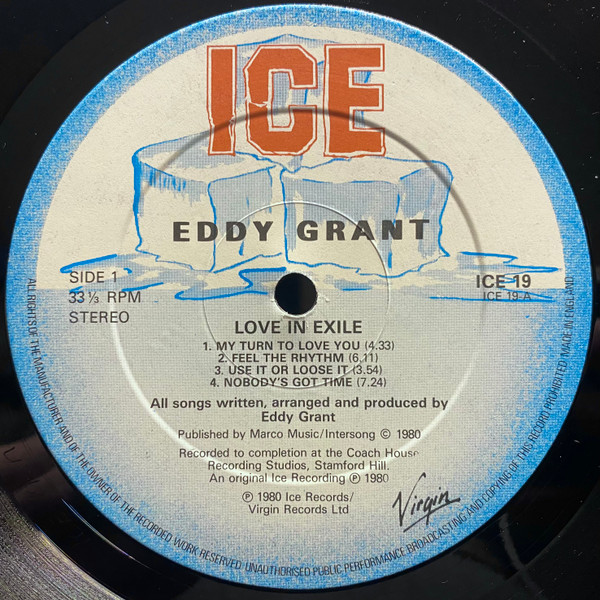 ICE
EDDY GRANT
SIDE 1
33⅓ RPM
STEREO
ICE 19
ICE 19-A
LOVE IN EXILE
1. MY TURN TO LOVE YOU (4.33)
2. FEEL THE RHYTHM (6.11)
3. USE IT OR LOOSE IT (3.54)
4. NOBODY'S GOT TIME (7.24)
All songs written, arranged and produced by
Eddy Grant
Published by Marco Music/Intersong © 1980
Recorded to completion at the Coach House
Recording Studios, Stamford Hill.
An original Ice Recording ℗ 1980
℗ 1980 Ice Records/
Virgin Records Ltd
Virgin
ALL RIGHTS OF THE MANUFACTURER AND OF THE OWNER OF THE RECORDED WORK RESERVED. UNAUTHORISED PUBLIC PERFORMANCE BROADCASTING AND COPYING OF THIS RECORD PROHIBITED MADE IN ENGLAND